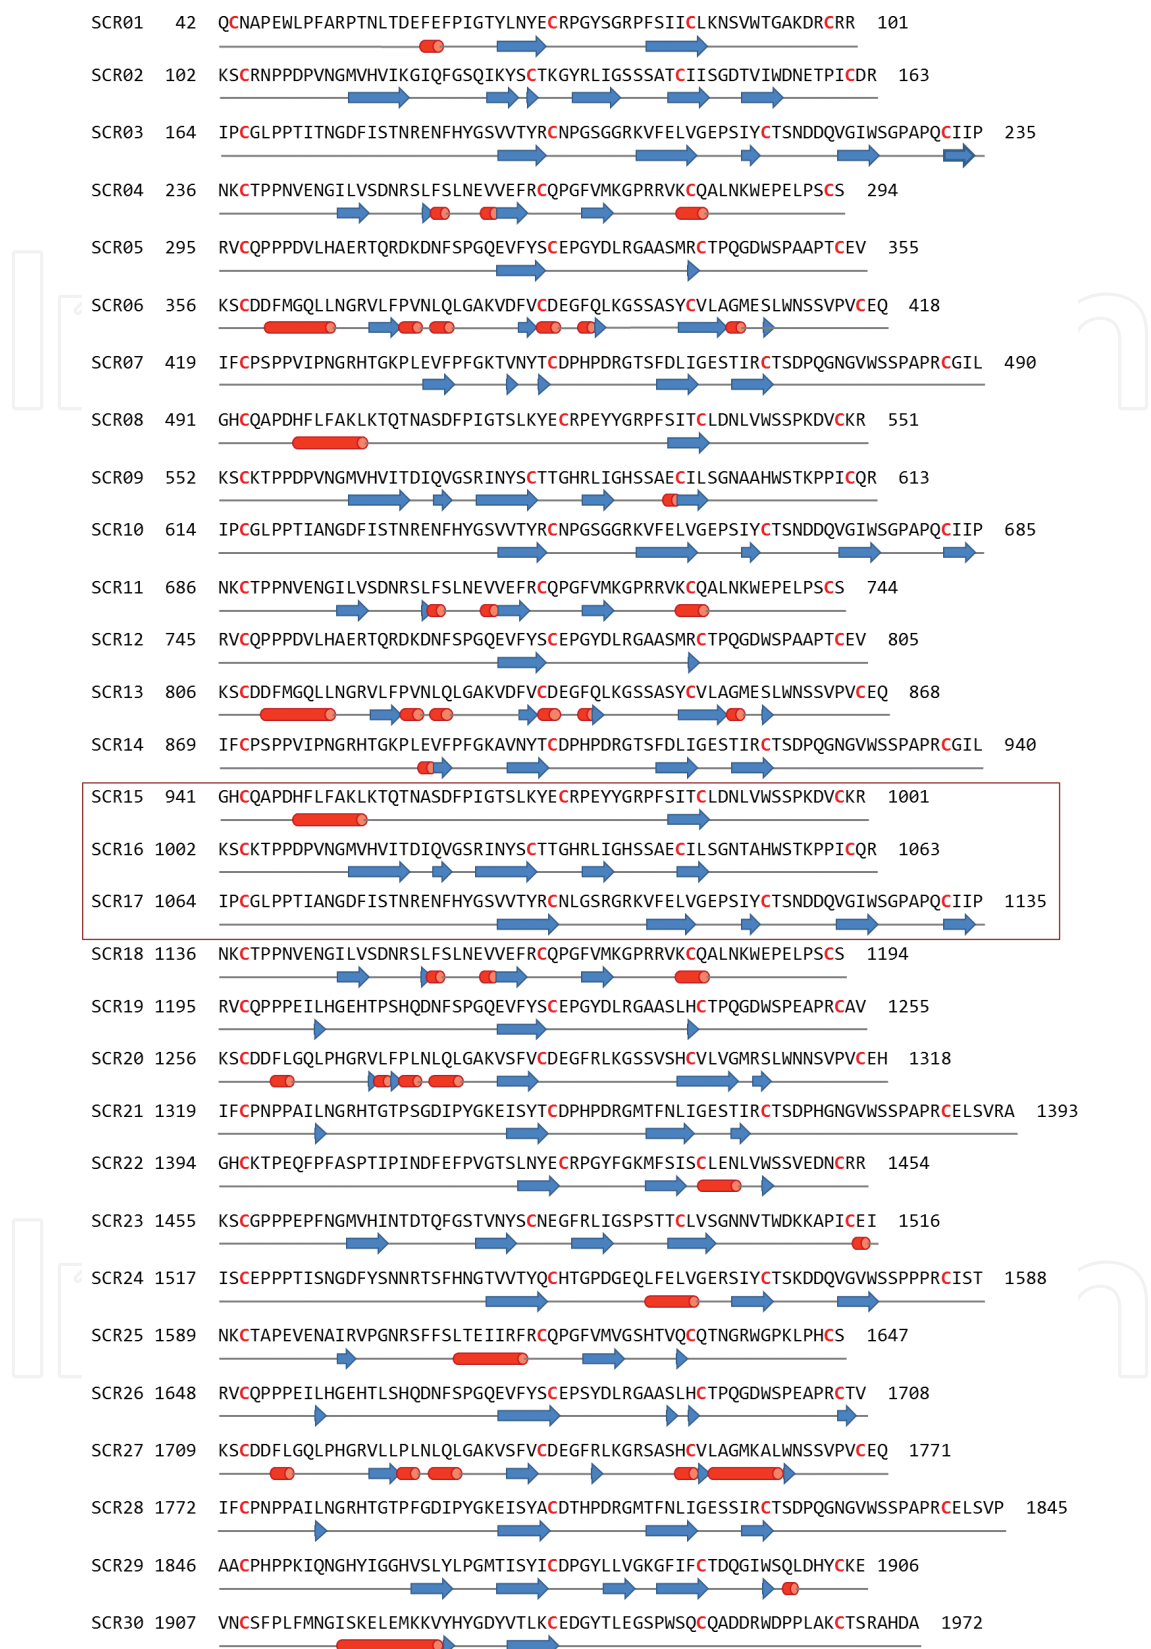 SCR01 42 QCNAPEWLPFARPTNLTDEFEFPIGTYLNYECRPGYSGRPFSIICLKNSVWTGAKDRCRR 101
SCR02 102 KSCRNPPDPVNGMVHVIKGIQFGSQIKYSCTKGYRLIGSSSATCIISGDTVIWDNETPICDR 163
SCR03 164 IPCGLPPTITNGDFISTNRENFHYGSVVTYRCNPGSGGRKVFELVGEPSIYCTSNDDQVGIWSGPAPQCIIP 235
SCR04 236 NKCTPPNVENGILVSDNRSLFSLNEVVEFRCQPGFVMKGPRRVKCQALNKWEPELPSCS 294
SCR05 295 RVCQPPPDVLHAERTQRDKDNFSPGQEVFYSCEPGYDLRGAASMRCTPQGDWSPAAPTCEV 355
SCR06 356 KSCDDFMGQLLNGRVLFPVNLQLGAKVDFVCDEGFQLKGSSASYCVLAGMESLWNSSVPVCEQ 418
SCR07 419 IFCPSPPVIPNGRHTGKPLEVFPFGKTVNYTCDPHPDRGTSFDLIGESTIRCTSDPQGNGVWSSPAPRCGIL 490
SCR08 491 GHCQAPDHFLFAKLKTQTNASDFPIGTSLKYECRPEYYGRPFSITCLDNLVWSSPKDVCKR 551
SCR09 552 KSCKTPPDPVNGMVHVITDIQVGSRINYSCTTGHRLIGHSSAECILSGNAAHWSTKPPICQR 613
SCR10 614 IPCGLPPTIANGDFISTNRENFHYGSVVTYRCNPGSGGRKVFELVGEPSIYCTSNDDQVGIWSGPAPQCIIP 685
SCR11 686 NKCTPPNVENGILVSDNRSLFSLNEVVEFRCQPGFVMKGPRRVKCQALNKWEPELPSCS 744
SCR12 745 RVCQPPPDVLHAERTQRDKDNFSPGQEVFYSCEPGYDLRGAASMRCTPQGDWSPAAPTCEV 805
SCR13 806 KSCDDFMGQLLNGRVLFPVNLQLGAKVDFVCDEGFQLKGSSASYCVLAGMESLWNSSVPVCEQ 868
SCR14 869 IFCPSPPVIPNGRHTGKPLEVFPFGKAVNYTCDPHPDRGTSFDLIGESTIRCTSDPQGNGVWSSPAPRCGIL 940
SCR15 941 GHCQAPDHFLFAKLKTQTNASDFPIGTSLKYECRPEYYGRPFSITCLDNLVWSSPKDVCKR 1001
SCR16 1002 KSCKTPPDPVNGMVHVITDIQVGSRINYSCTTGHRLIGHSSAECILSGNTAHWSTKPPICQR 1063
SCR17 1064 IPCGLPPTIANGDFISTNRENFHYGSVVTYRCNLGSRGRKVFELVGEPSIYCTSNDDQVGIWSGPAPQCIIP 1135
SCR18 1136 NKCTPPNVENGILVSDNRSLFSLNEVVEFRCQPGFVMKGPRRVKCQALNKWEPELPSCS 1194
SCR19 1195 RVCQPPPEILHGEHTPSHQDNFSPGQEVFYSCEPGYDLRGAASLHCTPQGDWSPEAPRCAV 1255
SCR20 1256 KSCDDFLGQLPHGRVLFPLNLQLGAKVSFVCDEGFRLKGSSVSHCVLVGMRSLWNNSVPVCEH 1318
SCR21 1319 IFCPNPPAILNGRHTGTPSGDIPYGKEISYTCDPHPDRGMTFNLIGESTIRCTSDPHGNGVWSSPAPRCELSVRA 1393
SCR22 1394 GHCKTPEQFPFASPTIPINDFEFPVGTSLNYECRPGYFGKMFSISCLENLVWSSVEDNCRR 1454
SCR23 1455 KSCGPPPEPFNGMVHINTDTQFGSTVNYSCNEGFRLIGSPSTTCLVSGNNVTWDKKAPICEI 1516
SCR24 1517 ISCEPPPTISNGDFYSNNRTSFHNGTVVTYQCHTGPDGEQLFELVGERSIYCTSKDDQVGVWSSPPPRCIST 1588
SCR25 1589 NKCTAPEVENAIRVPGNRSFFSLTEIIRFRCQPGFVMVGSHTVQCQTNGRWGPKLPHCS 1647
SCR26 1648 RVCQPPPEILHGEHTLSHQDNFSPGQEVFYSCEPSYDLRGAASLHCTPQGDWSPEAPRCTV 1708
SCR27 1709 KSCDDFLGQLPHGRVLLPLNLQLGAKVSFVCDEGFRLKGRSASHCVLAGMKALWNSSVPVCEQ 1771
SCR28 1772 IFCPNPPAILNGRHTGTPFGDIPYGKEISYACDTHPDRGMTFNLIGESSIRCTSDPQGNGVWSSPAPRCELSVP 1845
SCR29 1846 AACPHPPKIQNGHYIGGHVSLYLPGMTISYICDPGYLLVGKGFIFCTDQGIWSQLDHYCKE 1906
SCR30 1907 VNCSFPLFMNGISKELEMKKVYHYGDYVTLKCEDGYTLEGSPWSQCQADDRWDPPLAKCTSRAHDA 1972